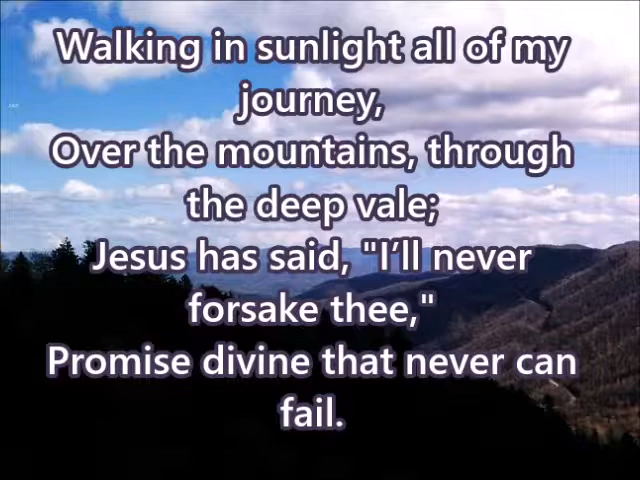 Walking in sunlight all of my
journey,
Over the mountains, through
the deep vale;
Jesus has said, "I’ll never
forsake thee,"
Promise divine that never can
fail.